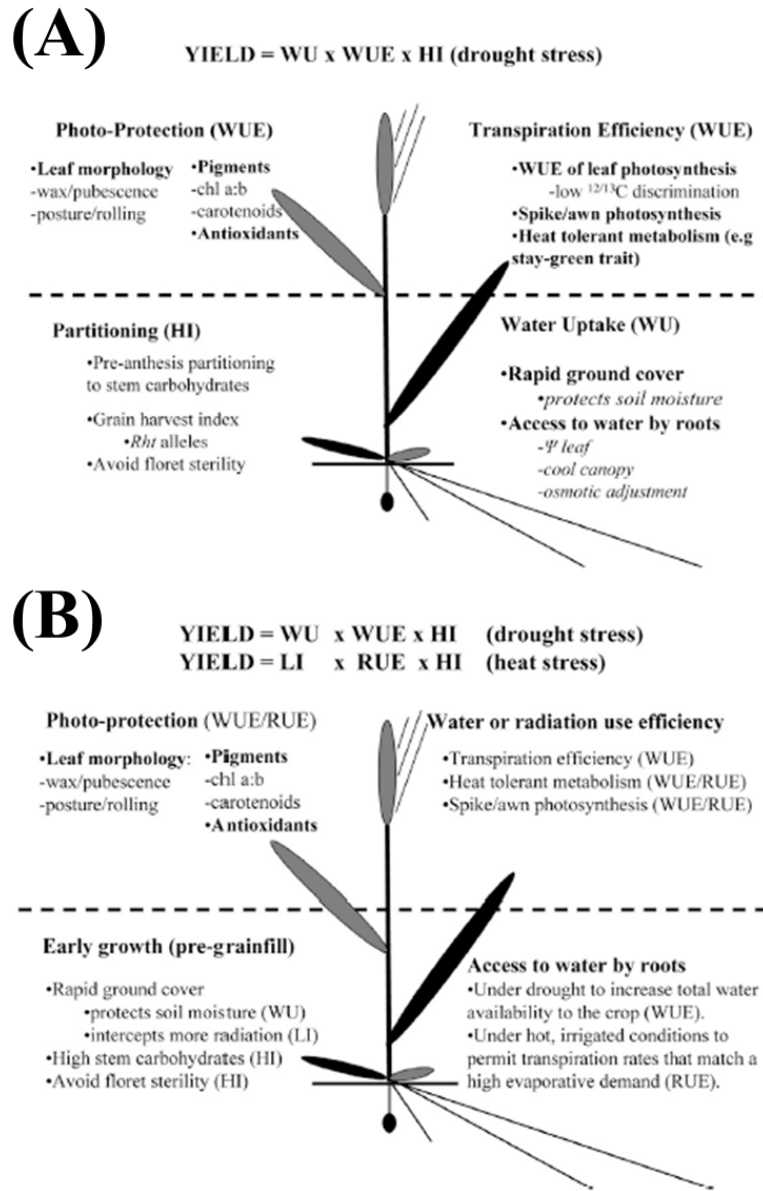 (A)
YIELD = WU x WUE x HI (drought stress)
Photo-Protection (WUE)
•Leaf morphology
-wax/pubescence
-posture/rolling
•Pigments
-chl a:b
-carotenoids
•Antioxidants
Transpiration Efficiency (WUE)
•WUE of leaf photosynthesis
-low 12/13C discrimination
•Spike/awn photosynthesis
•Heat tolerant metabolism (e.g
stay-green trait)
Partitioning (HI)
•Pre-anthesis partitioning
to stem carbohydrates
•Grain harvest index
•Rht alleles
•Avoid floret sterility
Water Uptake (WU)
•Rapid ground cover
•protects soil moisture
•Access to water by roots
-Ψ leaf
-cool canopy
-osmotic adjustment
(B)
YIELD = WU x WUE x HI (drought stress)
YIELD = LI x RUE x HI (heat stress)
Photo-protection (WUE/RUE)
•Leaf morphology:
-wax/pubescence
-posture/rolling
•Pigments
-chl a:b
-carotenoids
•Antioxidants
Water or radiation use efficiency
•Transpiration efficiency (WUE)
•Heat tolerant metabolism (WUE/RUE)
•Spike/awn photosynthesis (WUE/RUE)
Early growth (pre-grainfill)
•Rapid ground cover
•protects soil moisture (WU)
•intercepts more radiation (LI)
•High stem carbohydrates (HI)
•Avoid floret sterility (HI)
Access to water by roots
•Under drought to increase total water
availability to the crop (WUE).
•Under hot, irrigated conditions to
permit transpiration rates that match a
high evaporative demand (RUE).